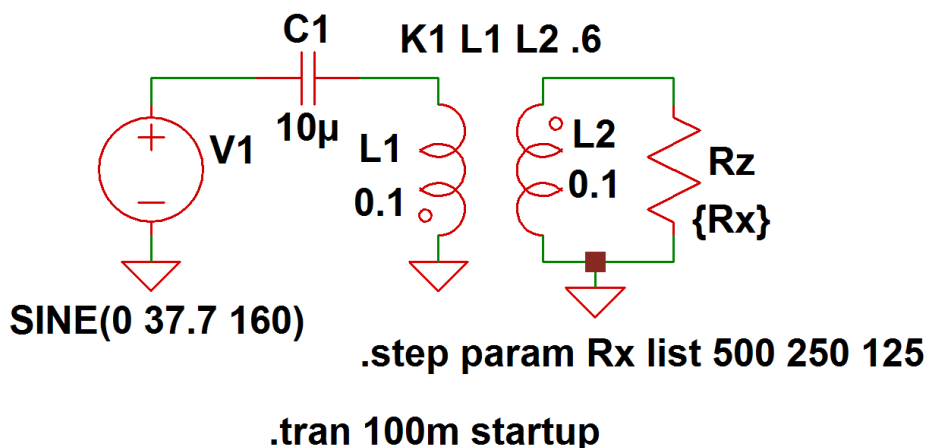 C1
K1 L1 L2 .6
10µ
V1
L1
0.1
L2
0.1
Rz
{Rx}
SINE(0 37.7 160)
.step param Rx list 500 250 125
.tran 100m startup